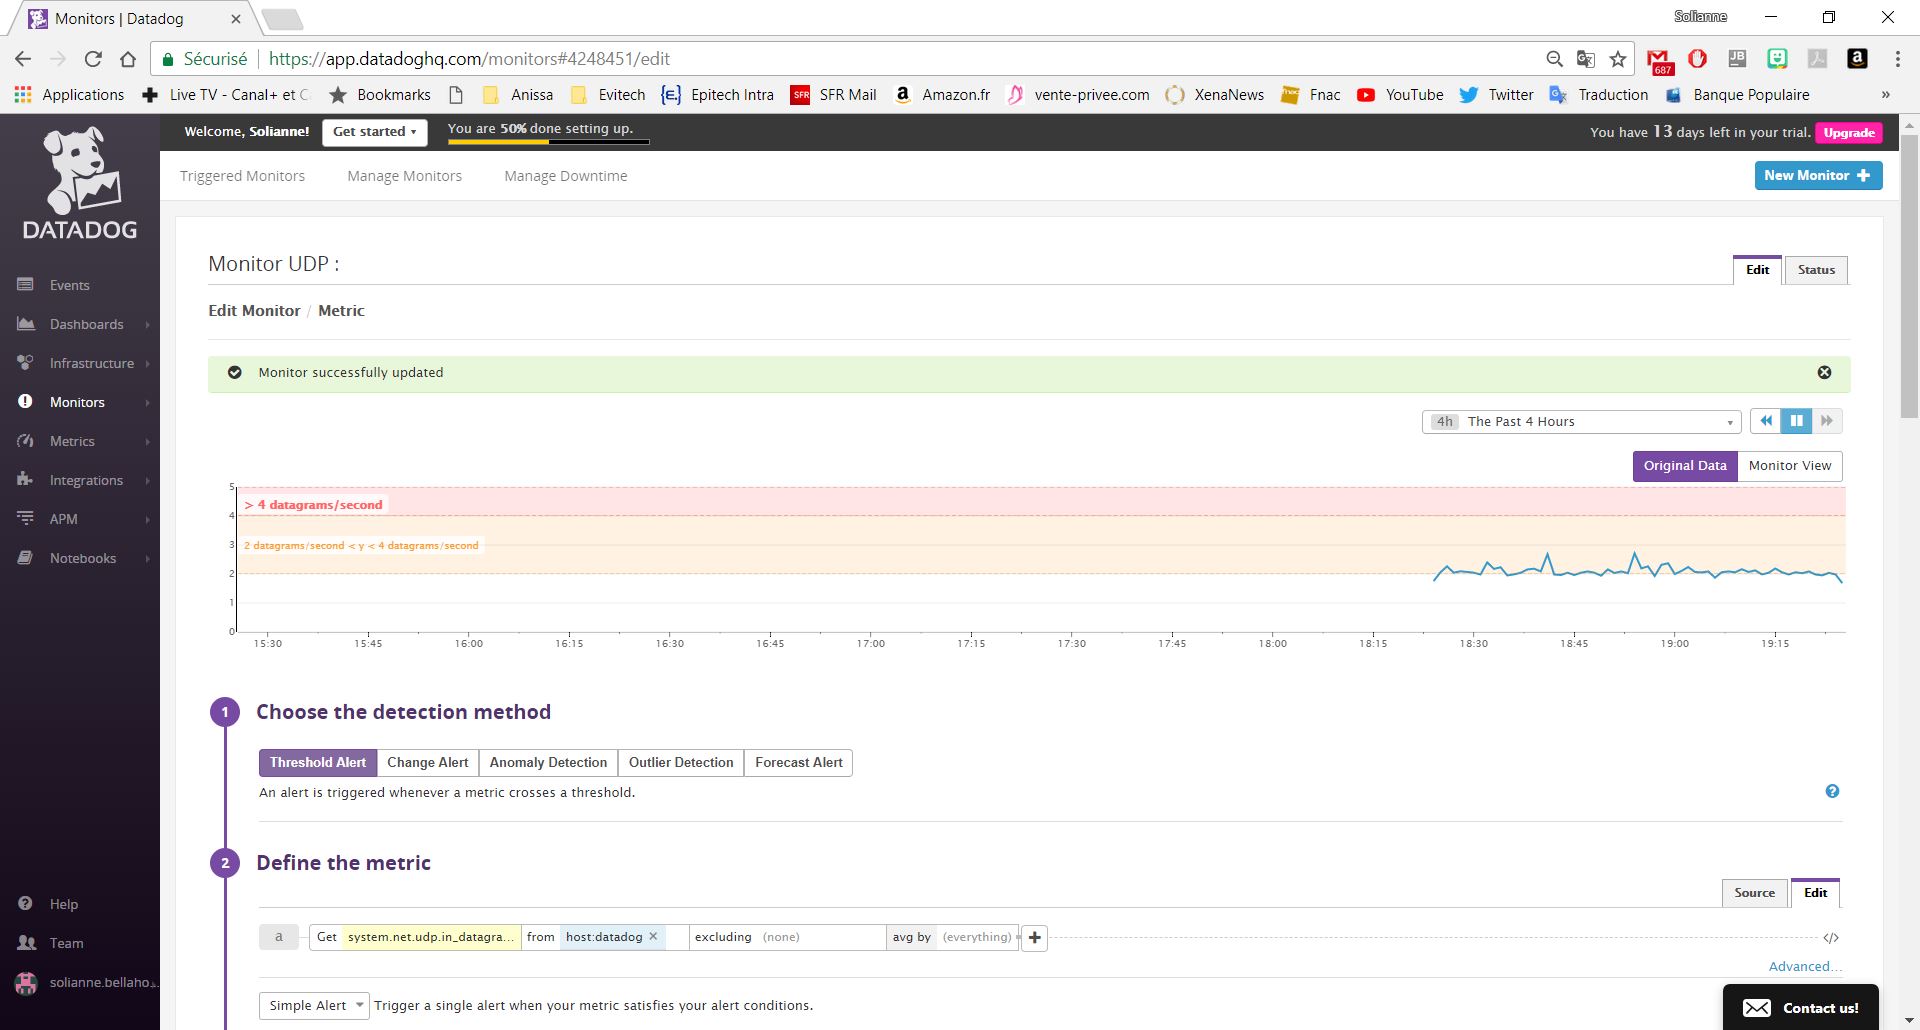 Monitors | Datadog
Solianne
Sécurisé
https://app.datadoghq.com/monitors#4248451/edit
687
JB
Applications
Live TV - Canal+ et C
Bookmarks
Anissa
Evitech
Epitech Intra
SFR SFR Mail
Amazon.fr
vente-privee.com
XenaNews
Fnac
YouTube
Twitter
Traduction
Banque Populaire
»
DATADOG
Welcome, Solianne!
Get started
You are 50% done setting up.
You have 13 days left in your trial.
Upgrade
Triggered Monitors
Manage Monitors
Manage Downtime
New Monitor +
Events
Dashboards
Infrastructure
Monitors
Metrics
Integrations
APM
Notebooks
Help
Team
solianne.bellaho...
Monitor UDP :
Edit
Status
Edit Monitor / Metric
Monitor successfully updated
4h The Past 4 Hours
Original Data
Monitor View
5
4
3
2
1
0
> 4 datagrams/second
2 datagrams/second < y < 4 datagrams/second
15:30 15:45 16:00 16:15 16:30 16:45 17:00 17:15 17:30 17:45 18:00 18:15 18:30 18:45 19:00 19:15
1 Choose the detection method
Threshold Alert
Change Alert
Anomaly Detection
Outlier Detection
Forecast Alert
An alert is triggered whenever a metric crosses a threshold.
?
2 Define the metric
Source
Edit
a
Get system.net.udp.in_datagra... from host:datadog × excluding (none) avg by (everything) +
</>
Advanced...
Simple Alert
Trigger a single alert when your metric satisfies your alert conditions.
Contact us!